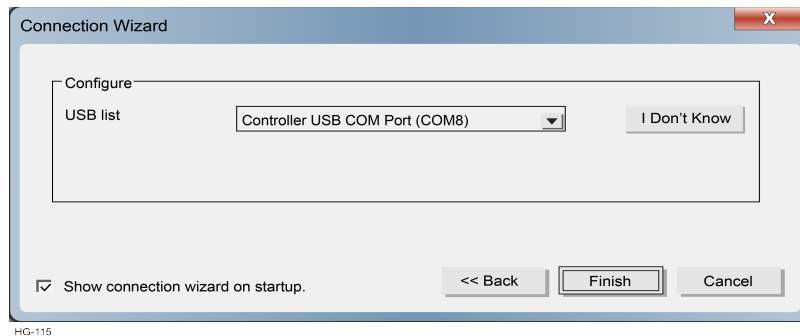 Connection Wizard
X
Configure
USB list
Controller USB COM Port (COM8)
I Don't Know
Show connection wizard on startup.
<< Back
Finish
Cancel
HG-115